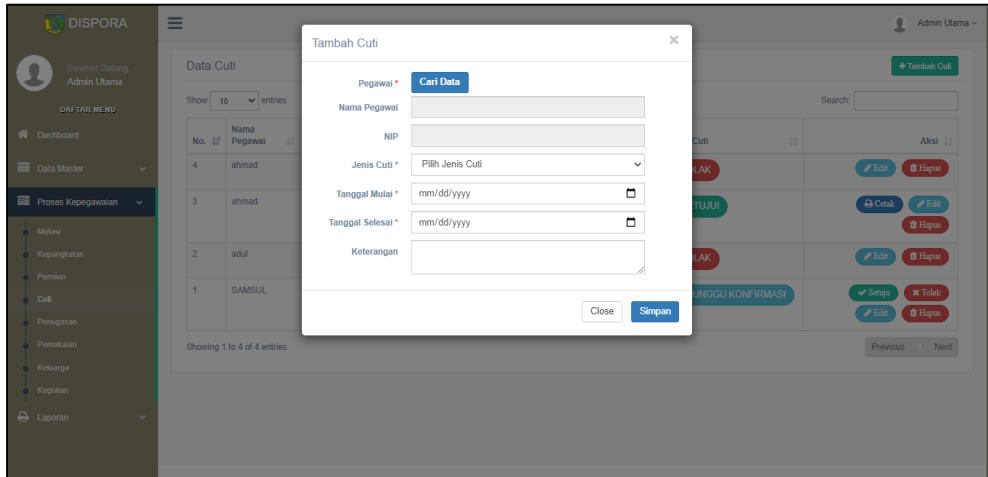 DISPORA
Admin Utama
Selamat Datang,
Admin Utama
DAFTAR MENU
Dashboard
Data Master
Proses Kepegawaian
Mutasi
Kepangkatan
Pensiun
Cuti
Penugasan
Pemakaian
Keluarga
Kegiatan
Laporan
Data Cuti
+Tambah Cuti
Show 10 entries
Search:
No. Nama Pegawai Cuti Aksi
4 ahmad LAK Edit Hapus
3 ahmad TUJUI Cetak Edit
Hapus
2 adul LAK Edit Hapus
1 SAMSUL UNGGU KONFIRMASI Setuju Tolak
Edit Hapus
Showing 1 to 4 of 4 entries
Previous 1 Next
Tambah Cuti ×
Pegawai * Cari Data
Nama Pegawai
NIP
Jenis Cuti * Pilih Jenis Cuti
Tanggal Mulai * mm/dd/yyyy
Tanggal Selesai * mm/dd/yyyy
Keterangan
Close Simpan